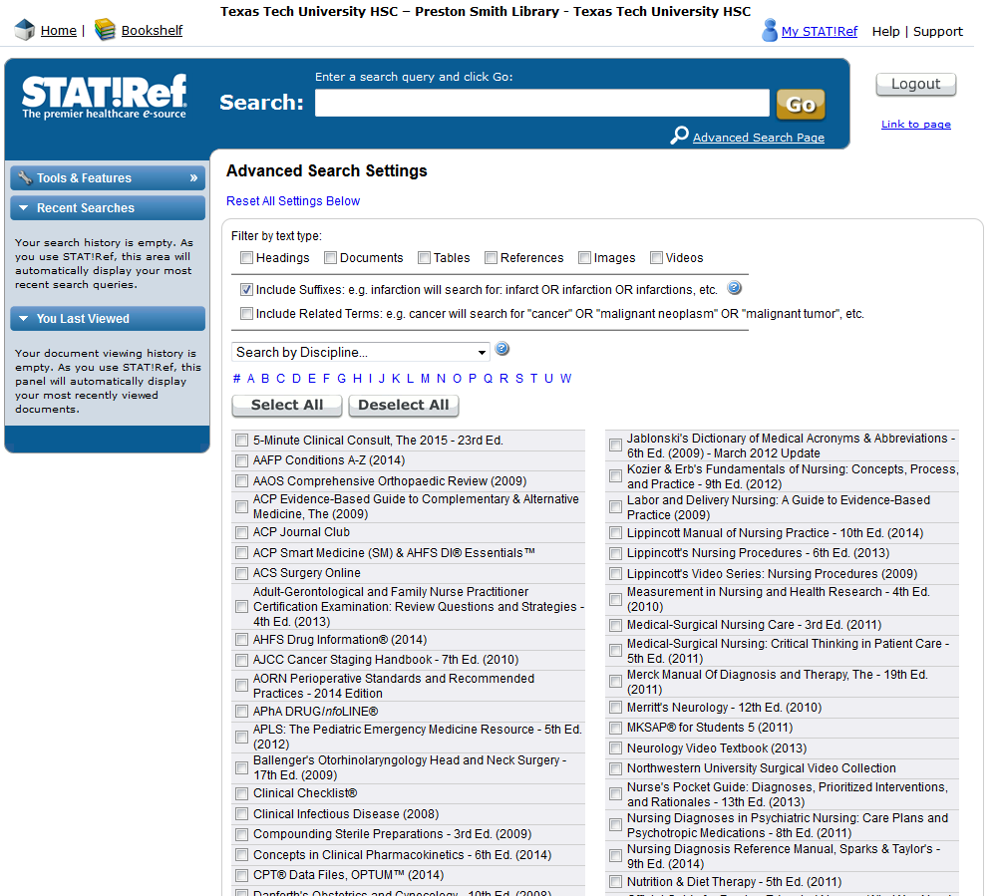 Texas Tech University HSC – Preston Smith Library - Texas Tech University HSC
Home | Bookshelf
My STAT!Ref Help | Support
STAT!Ref®
The premier healthcare e-source
Enter a search query and click Go:
Search:
Go
Advanced Search Page
Logout
Link to page
Tools & Features »
Recent Searches
Your search history is empty. As
you use STAT!Ref, this area will
automatically display your most
recent search queries.
You Last Viewed
Your document viewing history is
empty. As you use STAT!Ref, this
panel will automatically display
your most recently viewed
documents.
Advanced Search Settings
Reset All Settings Below
Filter by text type:
Headings Documents Tables References Images Videos
Include Suffixes: e.g. infarction will search for: infarct OR infarction OR infarctions, etc. ?
Include Related Terms: e.g. cancer will search for "cancer" OR "malignant neoplasm" OR "malignant tumor", etc.
Search by Discipline... ?
# A B C D E F G H I J K L M N O P Q R S T U W
Select All Deselect All
5-Minute Clinical Consult, The 2015 - 23rd Ed.
AAFP Conditions A-Z (2014)
AAOS Comprehensive Orthopaedic Review (2009)
ACP Evidence-Based Guide to Complementary & Alternative
Medicine, The (2009)
ACP Journal Club
ACP Smart Medicine (SM) & AHFS DI® Essentials™
ACS Surgery Online
Adult-Gerontological and Family Nurse Practitioner
Certification Examination: Review Questions and Strategies -
4th Ed. (2013)
AHFS Drug Information® (2014)
AJCC Cancer Staging Handbook - 7th Ed. (2010)
AORN Perioperative Standards and Recommended
Practices - 2014 Edition
APhA DRUGInfoLINE®
APLS: The Pediatric Emergency Medicine Resource - 5th Ed.
(2012)
Ballenger's Otorhinolaryngology Head and Neck Surgery -
17th Ed. (2009)
Clinical Checklist®
Clinical Infectious Disease (2008)
Compounding Sterile Preparations - 3rd Ed. (2009)
Concepts in Clinical Pharmacokinetics - 6th Ed. (2014)
CPT® Data Files, OPTUM™ (2014)
Danforth's Obstetrics and Gynecology - 10th Ed. (2008)
Jablonski's Dictionary of Medical Acronyms & Abbreviations -
6th Ed. (2009) - March 2012 Update
Kozier & Erb's Fundamentals of Nursing: Concepts, Process,
and Practice - 9th Ed. (2012)
Labor and Delivery Nursing: A Guide to Evidence-Based
Practice (2009)
Lippincott Manual of Nursing Practice - 10th Ed. (2014)
Lippincott's Nursing Procedures - 6th Ed. (2013)
Lippincott's Video Series: Nursing Procedures (2009)
Measurement in Nursing and Health Research - 4th Ed.
(2010)
Medical-Surgical Nursing Care - 3rd Ed. (2011)
Medical-Surgical Nursing: Critical Thinking in Patient Care -
5th Ed. (2011)
Merck Manual Of Diagnosis and Therapy, The - 19th Ed.
(2011)
Merritt's Neurology - 12th Ed. (2010)
MKSAP® for Students 5 (2011)
Neurology Video Textbook (2013)
Northwestern University Surgical Video Collection
Nurse's Pocket Guide: Diagnoses, Prioritized Interventions,
and Rationales - 13th Ed. (2013)
Nursing Diagnoses in Psychiatric Nursing: Care Plans and
Psychotropic Medications - 8th Ed. (2011)
Nursing Diagnosis Reference Manual, Sparks & Taylor's -
9th Ed. (2014)
Nutrition & Diet Therapy - 5th Ed. (2011)